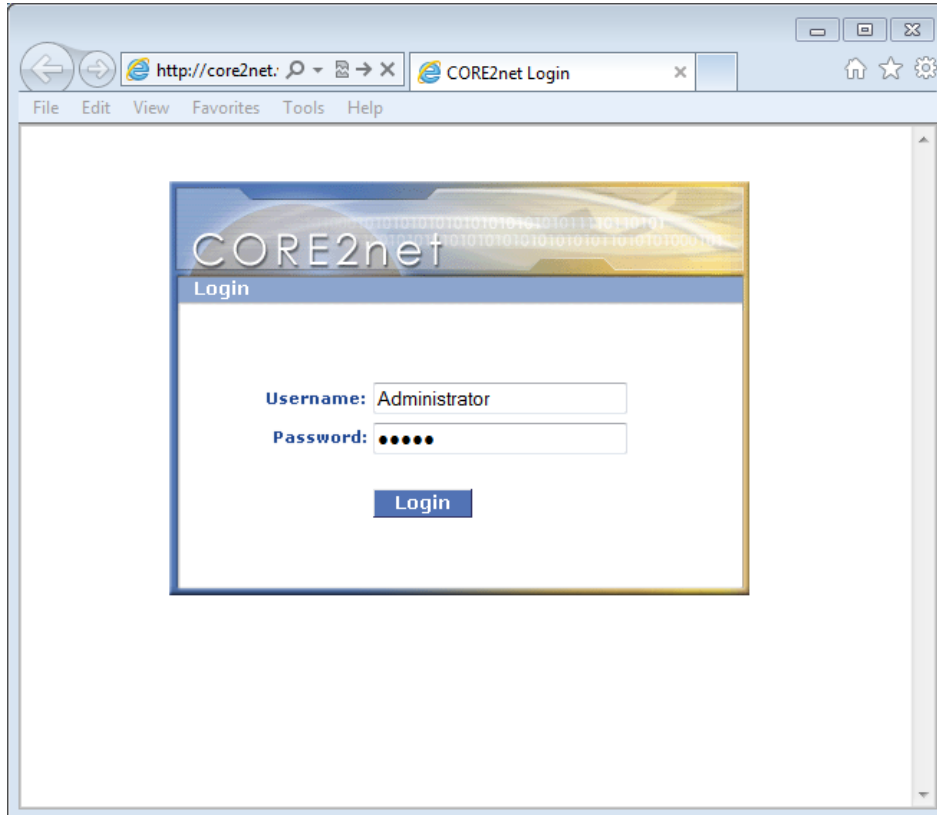 http://core2net.
CORE2net Login
File Edit View Favorites Tools Help
CORE2net
Login
Username: Administrator
Password: ●●●●●
Login